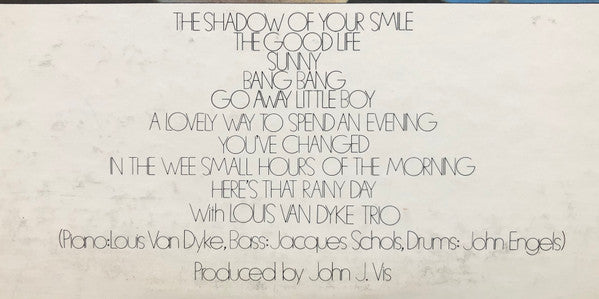 THE SHADOW OF YOUR SMILE
THE GOOD LIFE
SUNNY
BANG BANG
GO AWAY LITTLE BOY
A LOVELY WAY TO SPEND AN EVENING
YOU'VE CHANGED
IN THE WEE SMALL HOURS OF THE MORNING
HERE'S THAT RAINY DAY
with LOUIS VAN DYKE TRIO
(Piano:Louis Van Dyke, Bass: Jacques Schols, Drums: John Engels)
Produced by John J. Vis